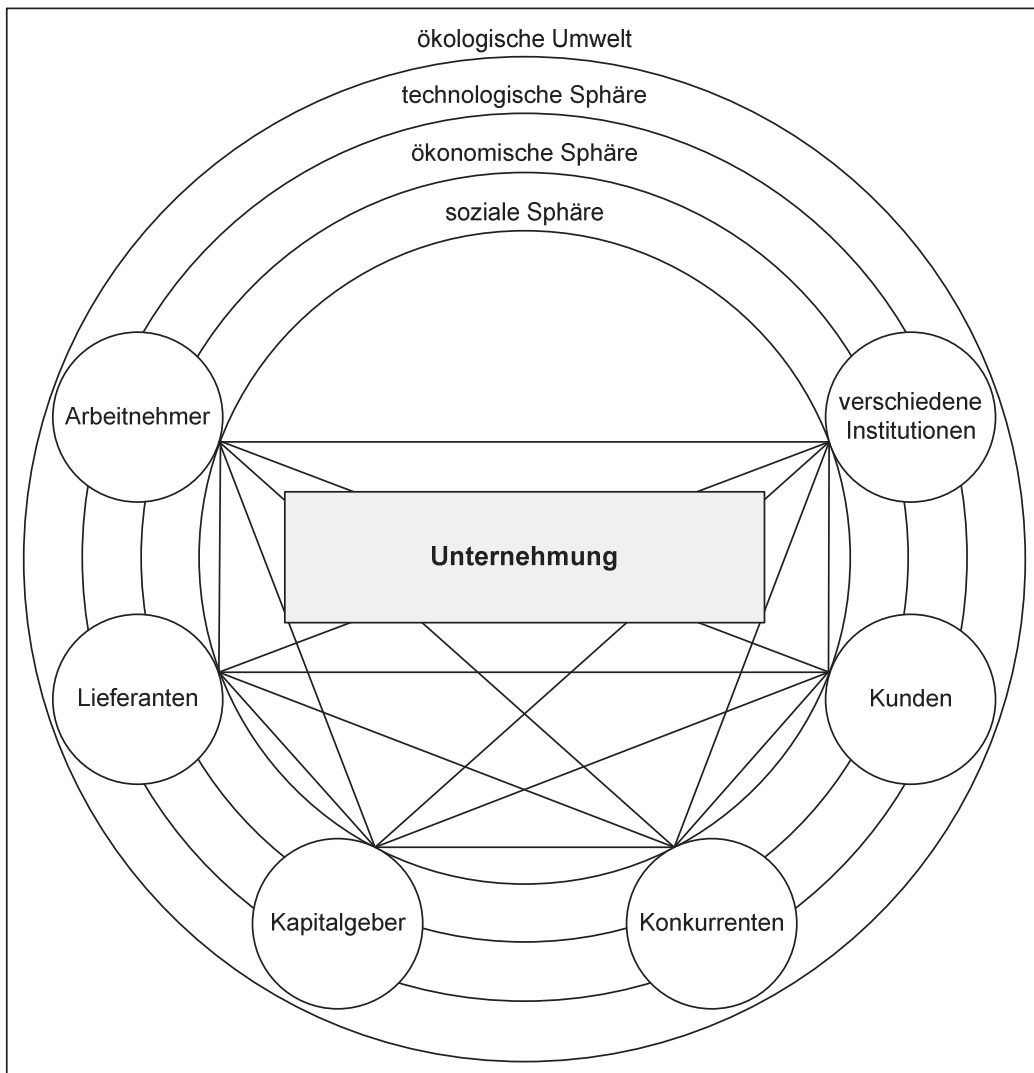 ökologische Umwelt
technologische Sphäre
ökonomische Sphäre
soziale Sphäre
Arbeitnehmer
verschiedene
Institutionen
Unternehmung
Lieferanten
Kunden
Kapitalgeber
Konkurrenten